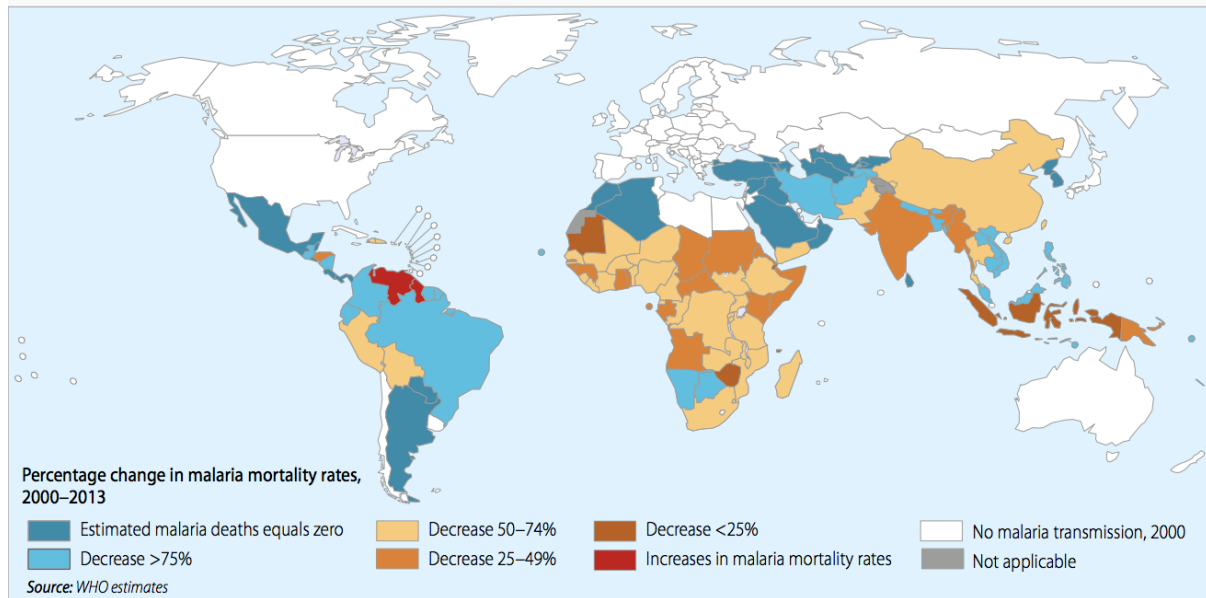 Percentage change in malaria mortality rates,
2000–2013
Estimated malaria deaths equals zero
Decrease >75%
Decrease 50–74%
Decrease 25–49%
Decrease <25%
Increases in malaria mortality rates
No malaria transmission, 2000
Not applicable
Source: WHO estimates